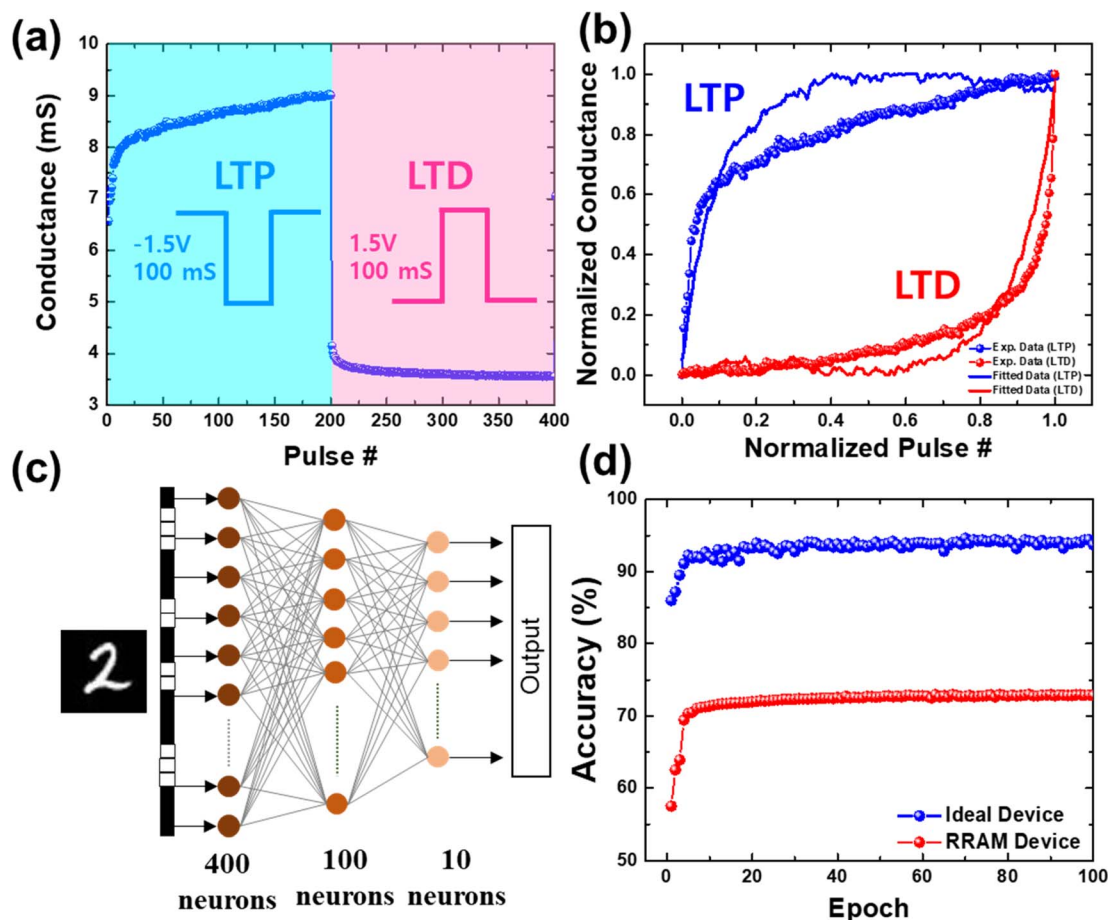 (a)
10
9
8
7
6
5
4
3
Conductance (mS)
LTP
-1.5V
100 mS
LTD
1.5V
100 mS
0 50 100 150 200 250 300 350 400
Pulse #
(b)
1.0
0.8
0.6
0.4
0.2
0.0
Normalized Conductance
LTP
LTD
Exp. Data (LTP)
Exp. Data (LTD)
Fitted Data (LTP)
Fitted Data (LTD)
0.0 0.2 0.4 0.6 0.8 1.0
Normalized Pulse #
(c)
2
Output
400 100 10
neurons neurons neurons
(d)
100
90
80
70
60
50
Accuracy (%)
Ideal Device
RRAM Device
0 20 40 60 80 100
Epoch